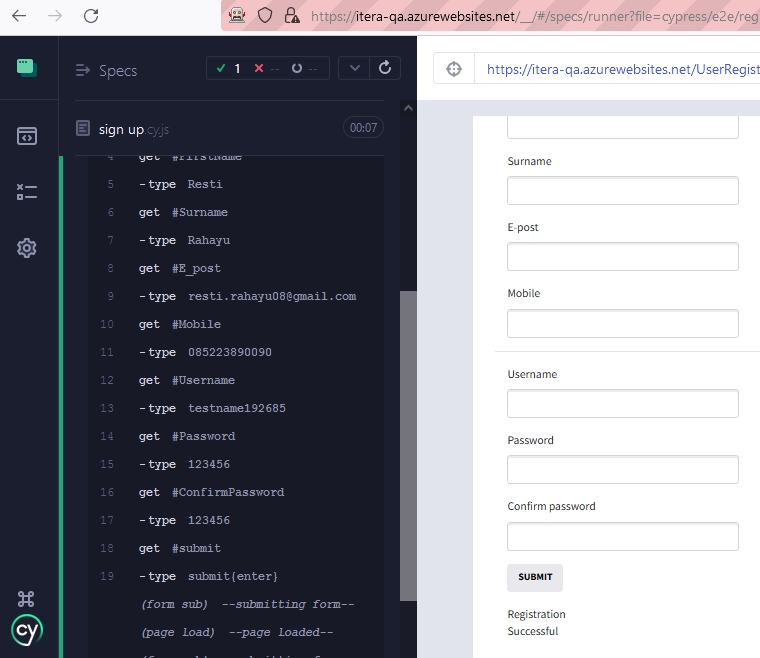 https://itera-qa.azurewebsites.net/__/#/specs/runner?file=cypress/e2e/reg
Specs
1 -- --
https://itera-qa.azurewebsites.net/UserRegist
sign up.cy.js
00:07
4 get #FirstName
5 -type Resti
6 get #Surname
7 -type Rahayu
8 get #E_post
9 -type resti.rahayu08@gmail.com
10 get #Mobile
11 -type 085223890090
12 get #Username
13 -type testname192685
14 get #Password
15 -type 123456
16 get #ConfirmPassword
17 -type 123456
18 get #submit
19 -type submit{enter}
(form sub) --submitting form--
(page load) --page loaded--
cy
Surname
E-post
Mobile
Username
Password
Confirm password
SUBMIT
Registration
Successful